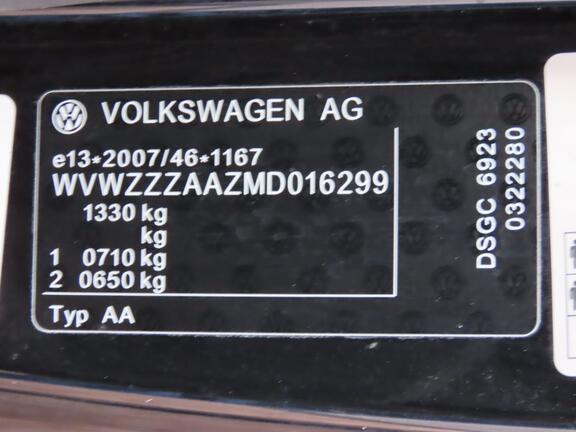 VOLKSWAGEN AG
e13*2007/46*1167
WVWZZZAAZMD016299
1330 kg
kg
1 0710 kg
2 0650 kg
Typ AA
DSGC 6923
0322280